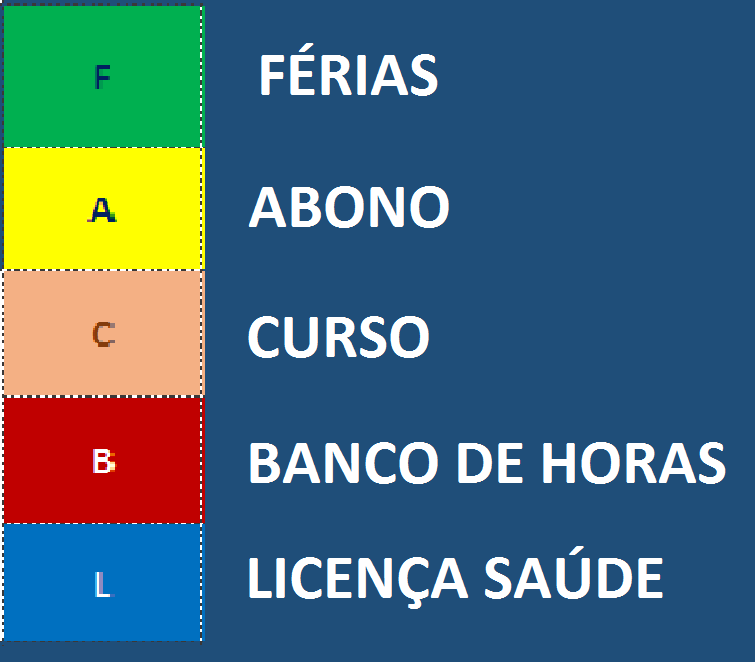 F FÉRIAS
A ABONO
C CURSO
B BANCO DE HORAS
L LICENÇA SAÚDE